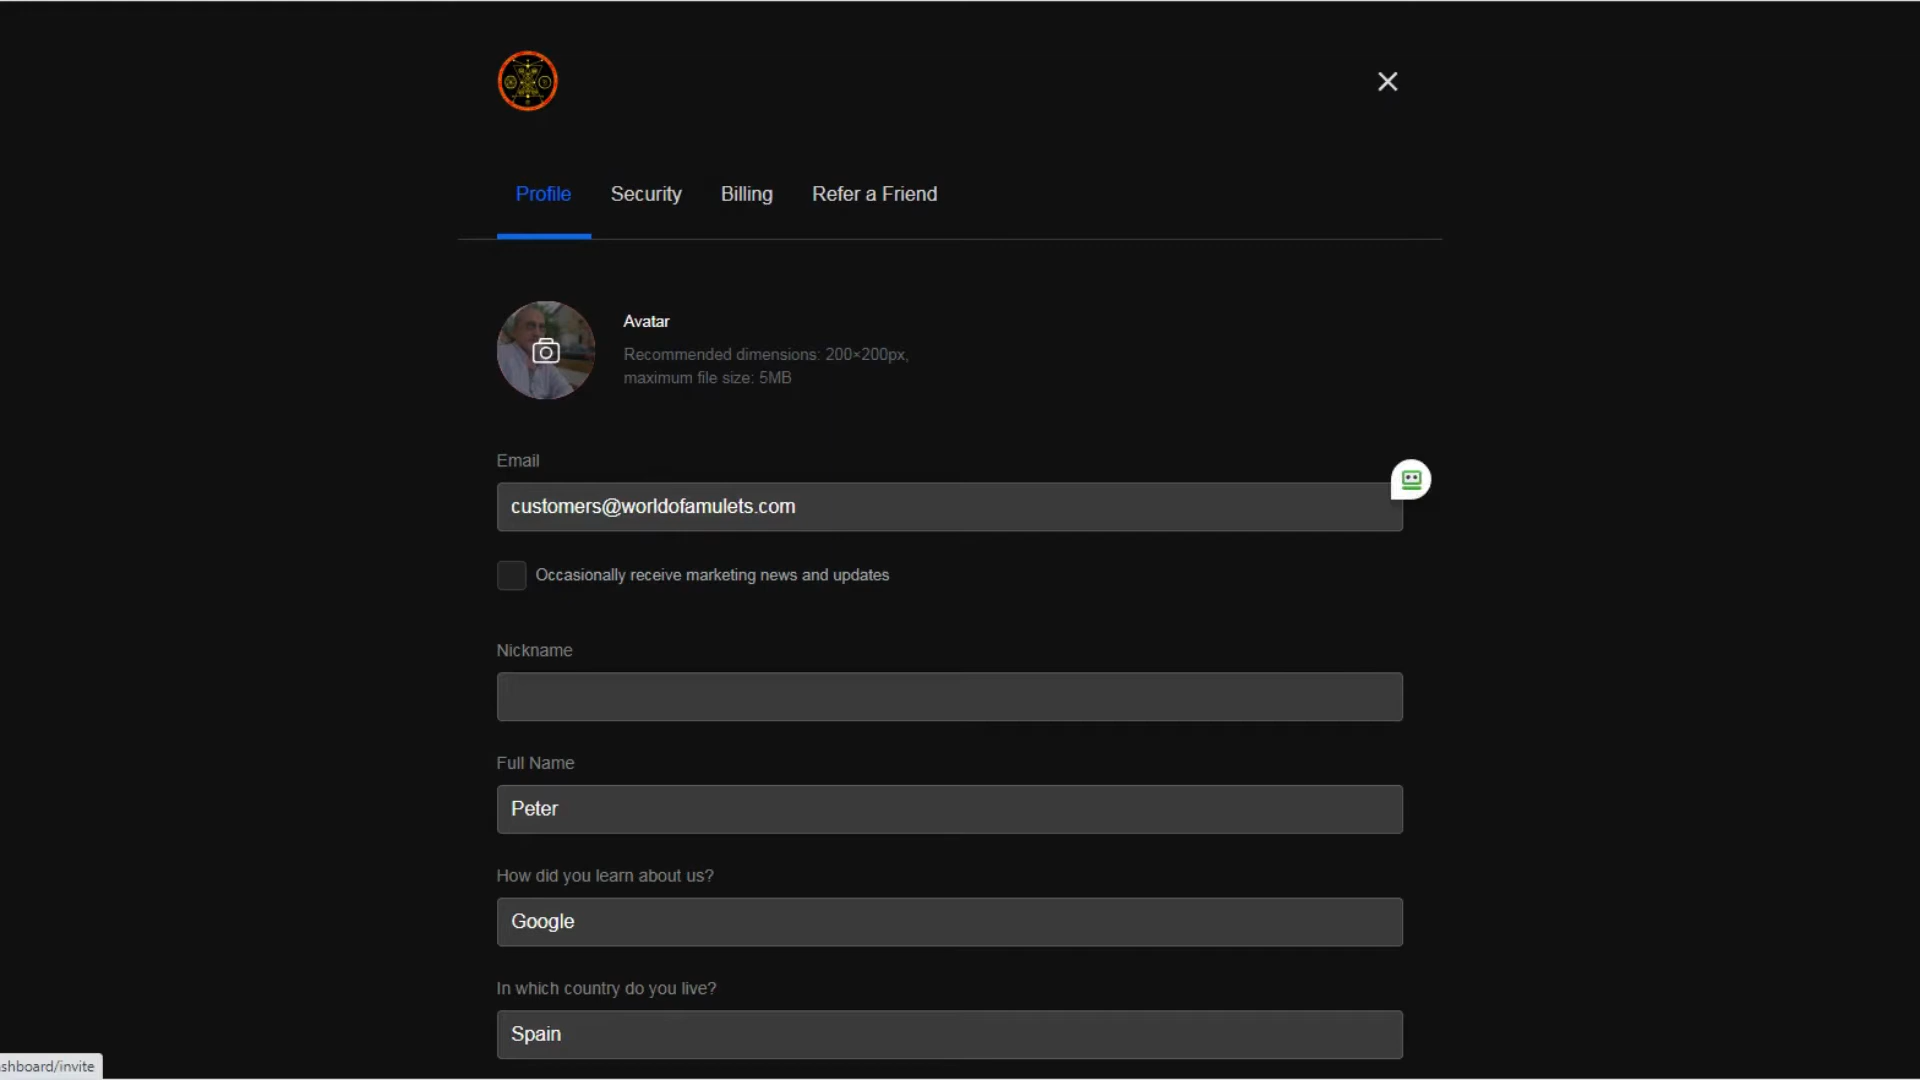 Profile Security Billing Refer a Friend
Avatar
Recommended dimensions: 200×200px,
maximum file size: 5MB
Email
customers@worldofamulets.com
Occasionally receive marketing news and updates
Nickname
Full Name
Peter
How did you learn about us?
Google
In which country do you live?
Spain
shboard/invite